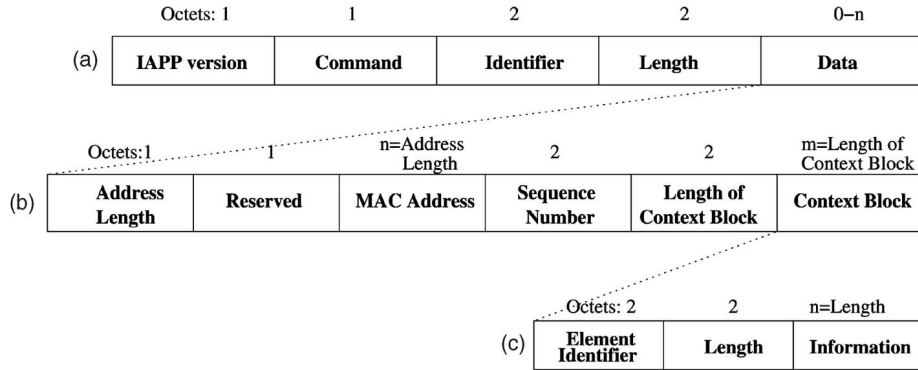 Octets: 1 1 2 2 0–n
(a) IAPP version Command Identifier Length Data
n=Address m=Length of
Octets:1 1 Length 2 2 Context Block
(b) Address Reserved MAC Address Sequence Length of Context Block
Length Number Context Block
Octets: 2 2 n=Length
(c) Element Length Information
Identifier